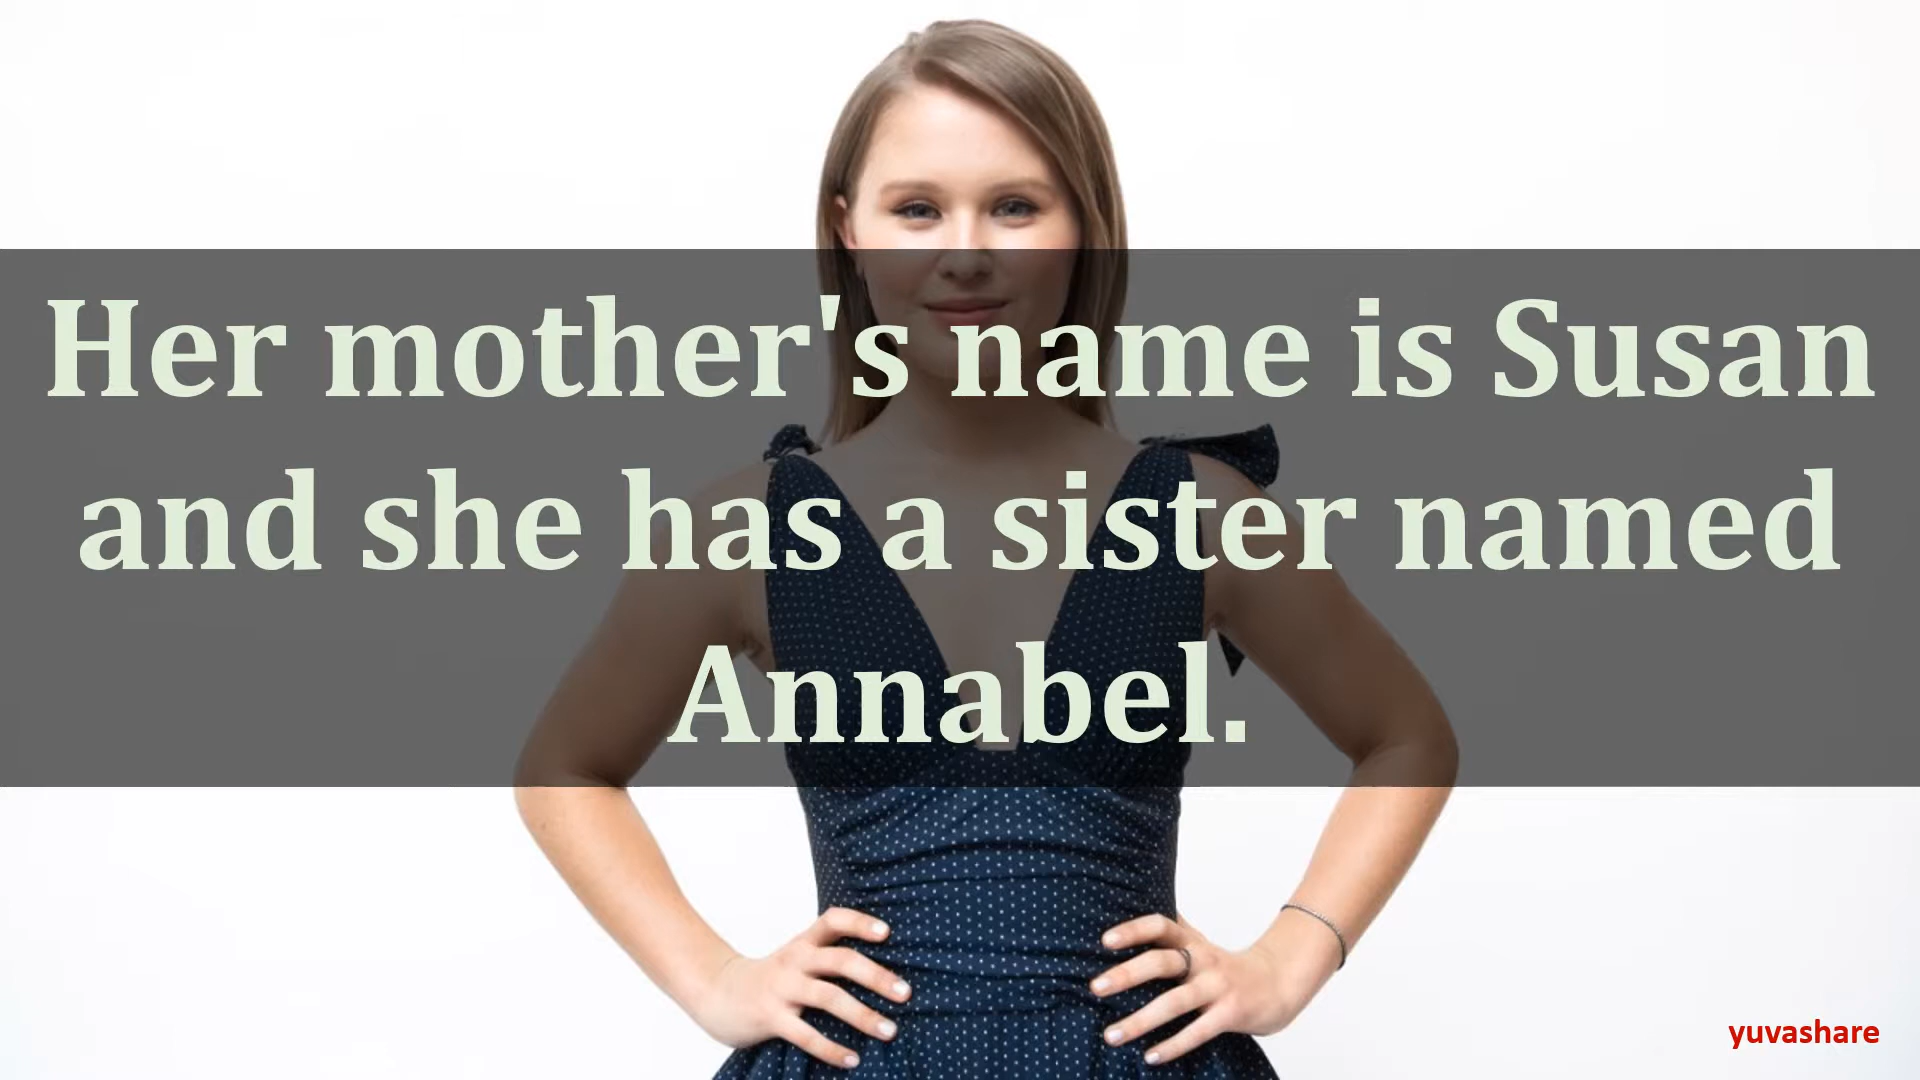 Her mother's name is Susan
and she has a sister named
Annabel.
yuvashare